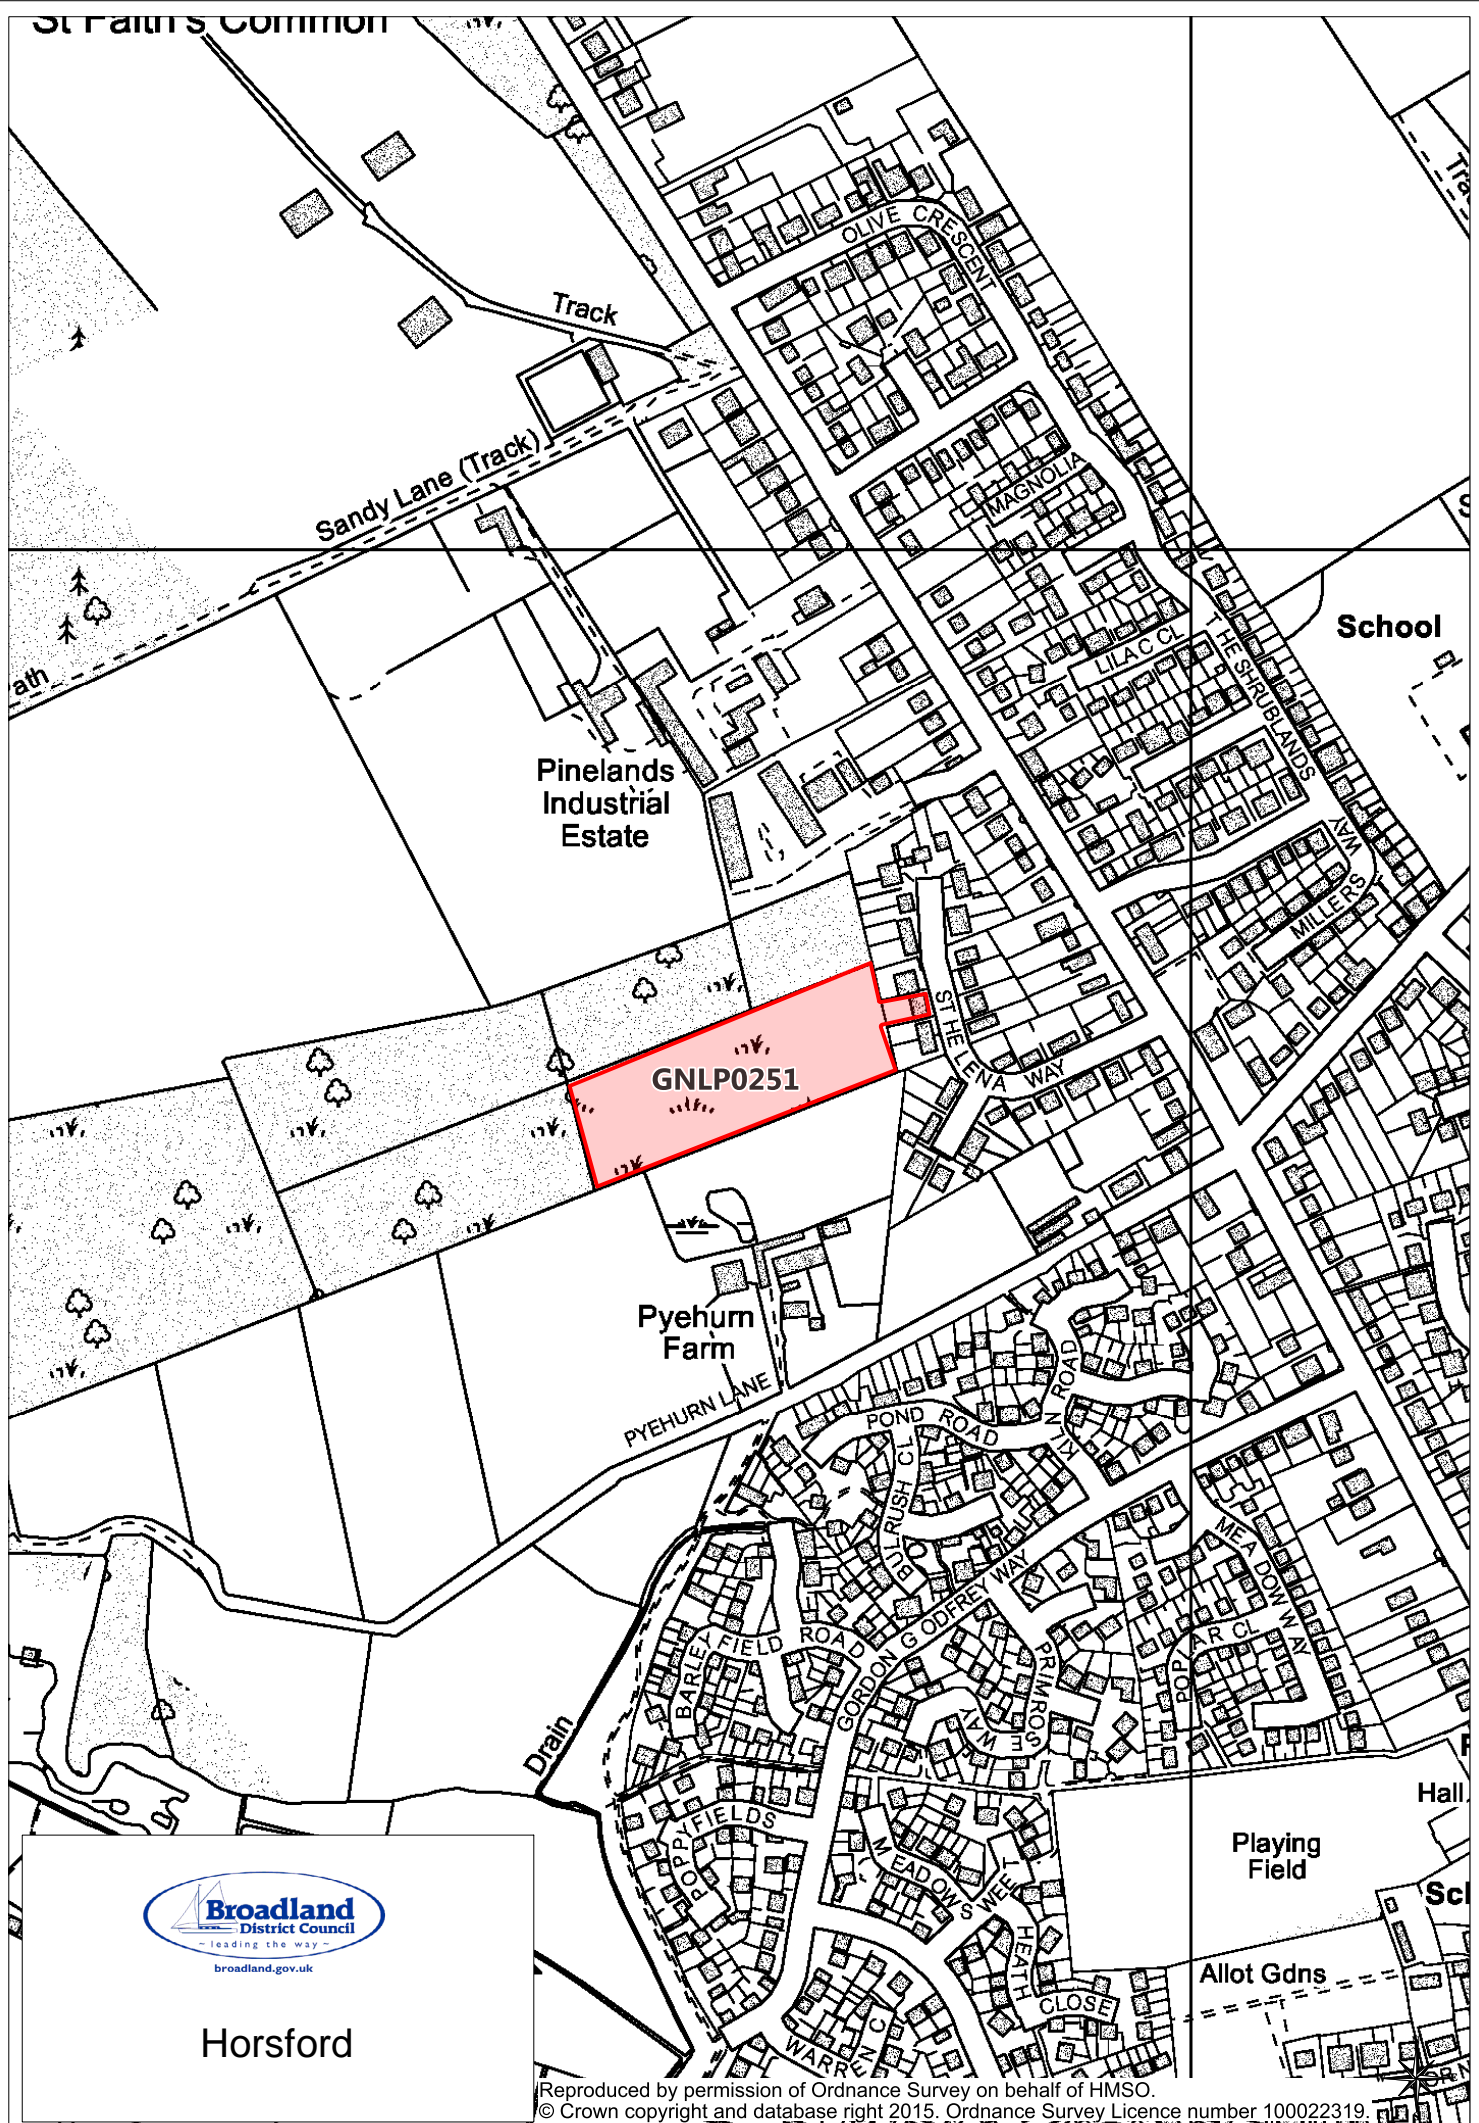 St Faith's Common
OLIVE CRESCENT
Track
Sandy Lane (Track)
MAGNOLIA
School
ath
LILAC CL
THE SHRUBLANDS
Pinelands
Industrial
Estate
WAY
MILLERS
ST HELENA WAY
GNLP0251
Pyehurn
Farm
PYEHURN LANE
POND ROAD
KILN ROAD
BULRUSH CL
MEADOW WAY
GORDON GODFREY WAY
BARLEYFIELD ROAD
POPLAR CL
PRIMROSE WAY
Drain
Hall
POPPYFIELDS
MEADOWSWEET
Playing
Field
HEATH CLOSE
Allot Gdns
WARREN C
Broadland
District Council
~ leading the way ~
broadland.gov.uk
Horsford
Reproduced by permission of Ordnance Survey on behalf of HMSO.
© Crown copyright and database right 2015. Ordnance Survey Licence number 100022319.